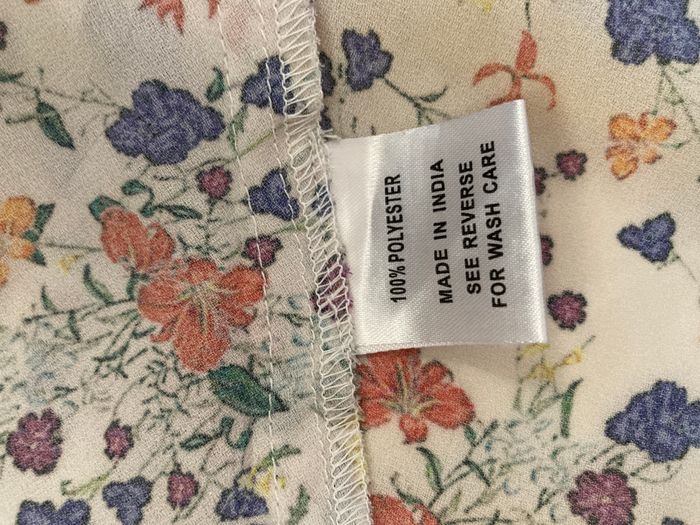 100% POLYESTER
MADE IN INDIA
SEE REVERSE
FOR WASH CARE